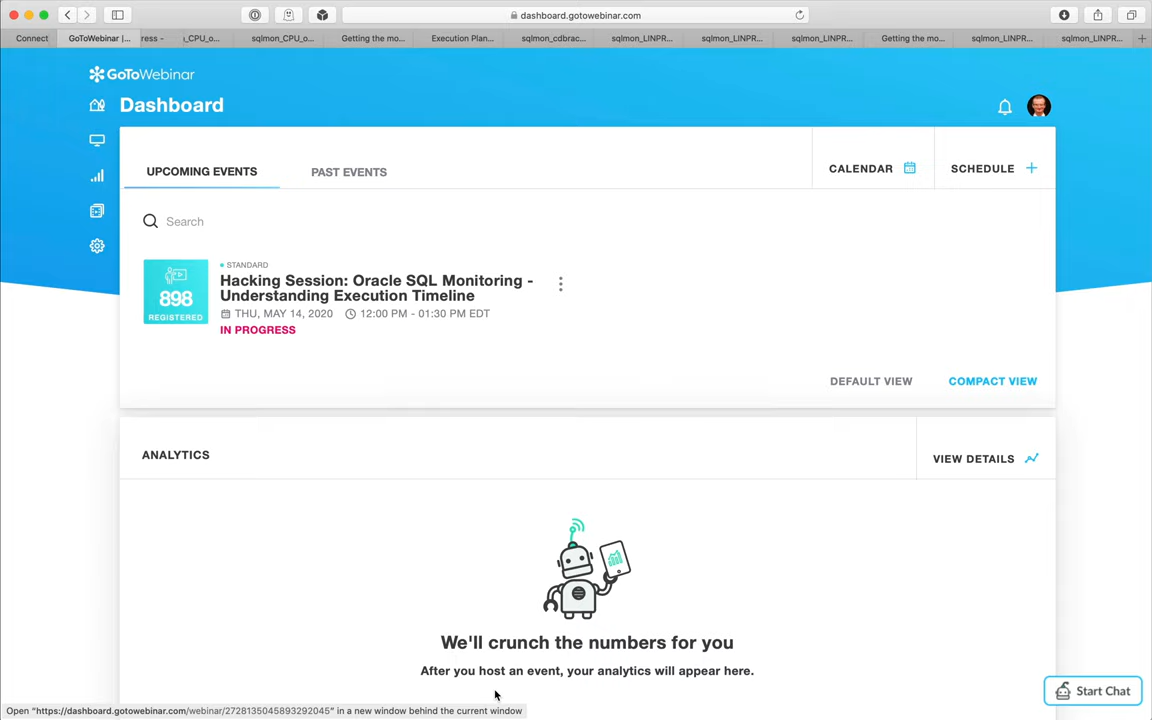 dashboard.gotowebinar.com
Connect
GoToWebinar |...
ress -
ι_CPU_o...
sqlmon_CPU_o...
Getting the mo...
Execution Plan...
sqlmon_cdbrac...
sqlmon_LINPR...
sqlmon_LINPR...
sqlmon_LINPR...
Getting the mo...
sqlmon_LINPR...
sqlmon_LINPR...
GoToWebinar
Dashboard
UPCOMING EVENTS
PAST EVENTS
CALENDAR
SCHEDULE
Search
898
REGISTERED
STANDARD
Hacking Session: Oracle SQL Monitoring -
Understanding Execution Timeline
THU, MAY 14, 2020 12:00 PM - 01:30 PM EDT
IN PROGRESS
DEFAULT VIEW
COMPACT VIEW
ANALYTICS
VIEW DETAILS
We'll crunch the numbers for you
After you host an event, your analytics will appear here.
Start Chat
Open "https://dashboard.gotowebinar.com/webinar/2728135045893292045" in a new window behind the current window